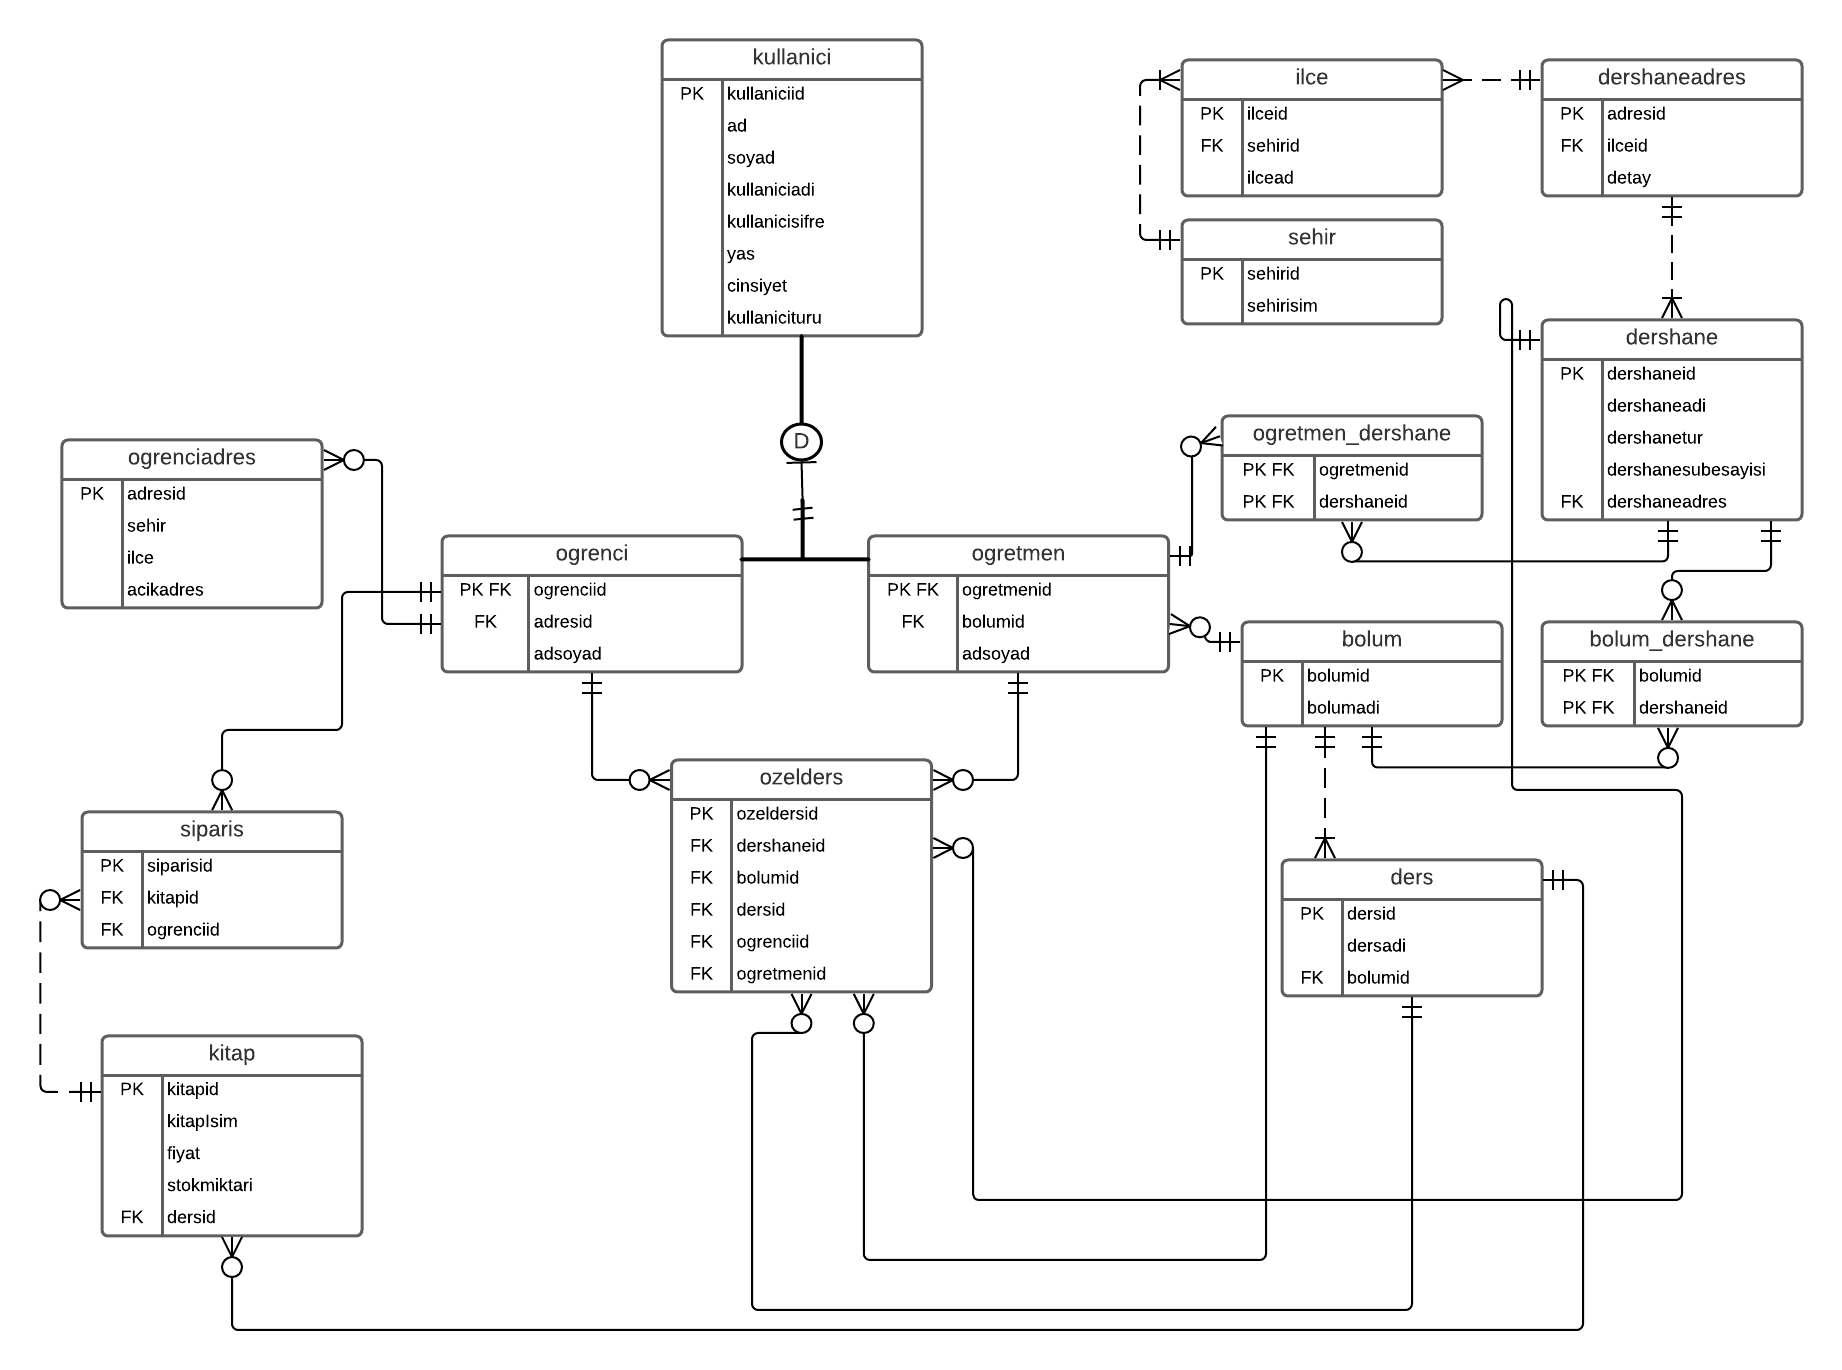 kullanici
PK kullaniciid
ad
soyad
kullaniciadi
kullanicisifre
yas
cinsiyet
kullanicituru
D
ilce
PK ilceid
FK sehirid
ilcead
dershaneadres
PK adresid
FK ilceid
detay
sehir
PK sehirid
sehirisim
dershane
PK dershaneid
dershaneadi
dershanetur
dershanesubesayisi
FK dershaneadres
ogretmen_dershane
PK FK ogretmenid
PK FK dershaneid
ogrenciadres
PK adresid
sehir
ilce
acikadres
ogrenci
PK FK ogrenciid
FK adresid
adsoyad
ogretmen
PK FK ogretmenid
FK bolumid
adsoyad
bolum
PK bolumid
bolumadi
bolum_dershane
PK FK bolumid
PK FK dershaneid
siparis
PK siparisid
FK kitapid
FK ogrenciid
ozelders
PK ozeldersid
FK dershaneid
FK bolumid
FK dersid
FK ogrenciid
FK ogretmenid
ders
PK dersid
dersadi
FK bolumid
kitap
PK kitapid
kitapIsim
fiyat
stokmiktari
FK dersid